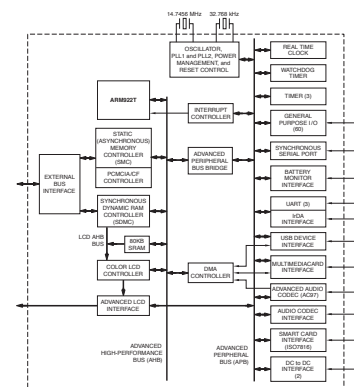 14.7456 MHz
32.768 kHz
OSCILLATOR,
PLL1 and PLL2, POWER
MANAGEMENT, and
RESET CONTROL
REAL TIME
CLOCK
WATCHDOG
TIMER
ARM922T
TIMER (3)
INTERRUPT
CONTROLLER
GENERAL
PURPOSE I/O
(60)
STATIC
(ASYNCHRONOUS)
MEMORY
CONTROLLER
(SMC)
SYNCHRONOUS
SERIAL PORT
ADVANCED
PERIPHERAL
BUS BRIDGE
EXTERNAL
BUS
INTERFACE
PCMCIA/CF
CONTROLLER
BATTERY
MONITOR
INTERFACE
SYNCHRONOUS
DYNAMIC RAM
CONTROLLER
(SDMC)
UART (3)
IrDA
INTERFACE
LCD AHB
BUS
80KB
SRAM
USB DEVICE
INTERFACE
COLOR LCD
CONTROLLER
DMA
CONTROLLER
MULTIMEDIACARD
INTERFACE
ADVANCED AUDIO
CODEC (AC97)
ADVANCED LCD
INTERFACE
AUDIO CODEC
INTERFACE
ADVANCED
HIGH-PERFORMANCE
BUS (AHB)
ADVANCED
PERIPHERAL
BUS (APB)
SMART CARD
INTERFACE
(ISO7816)
DC to DC
INTERFACE
(2)